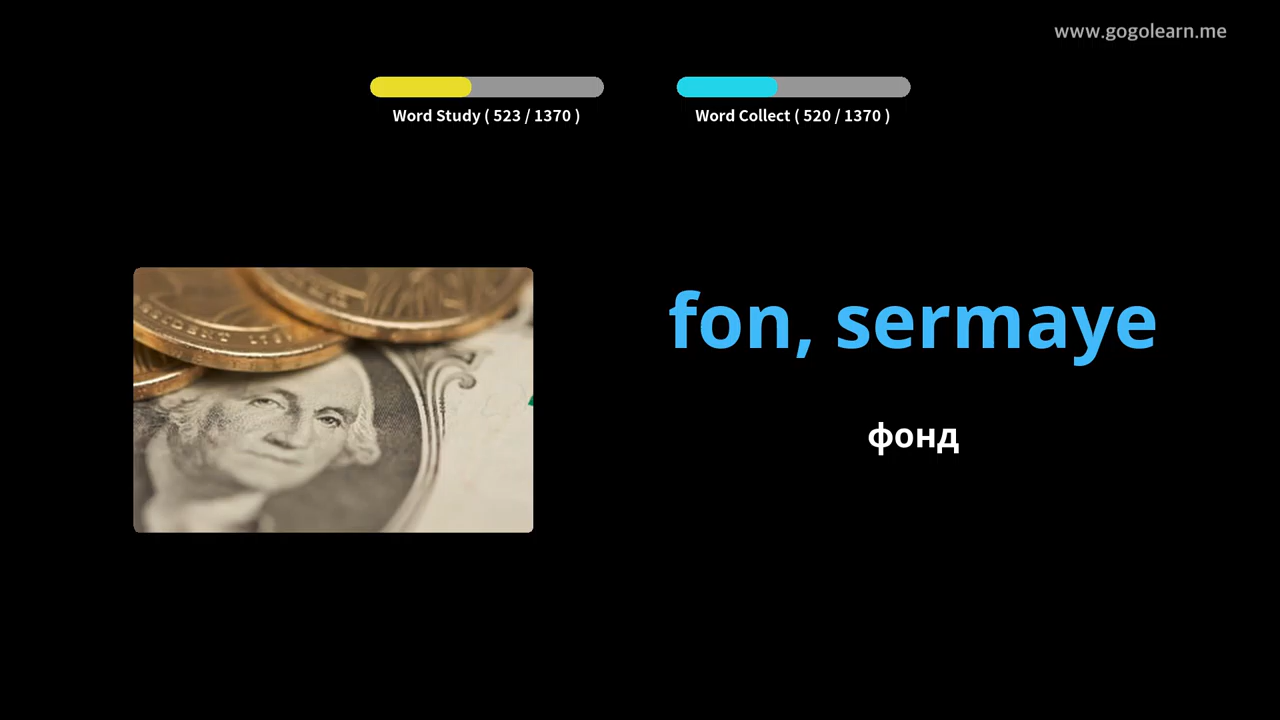 www.gogolearn.me
Word Study ( 523 / 1370 )
Word Collect ( 520 / 1370 )
fon, sermaye
фонд